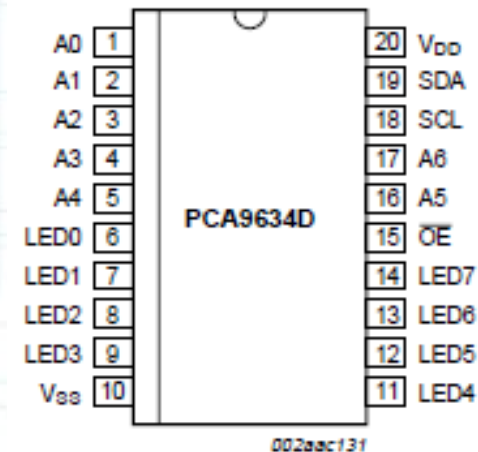 A0 1 20 VDD
A1 2 19 SDA
A2 3 18 SCL
A3 4 17 A6
A4 5 16 A5
PCA9634D
LED0 6 15 OE
LED1 7 14 LED7
LED2 8 13 LED6
LED3 9 12 LED5
VSS 10 11 LED4
002aac131